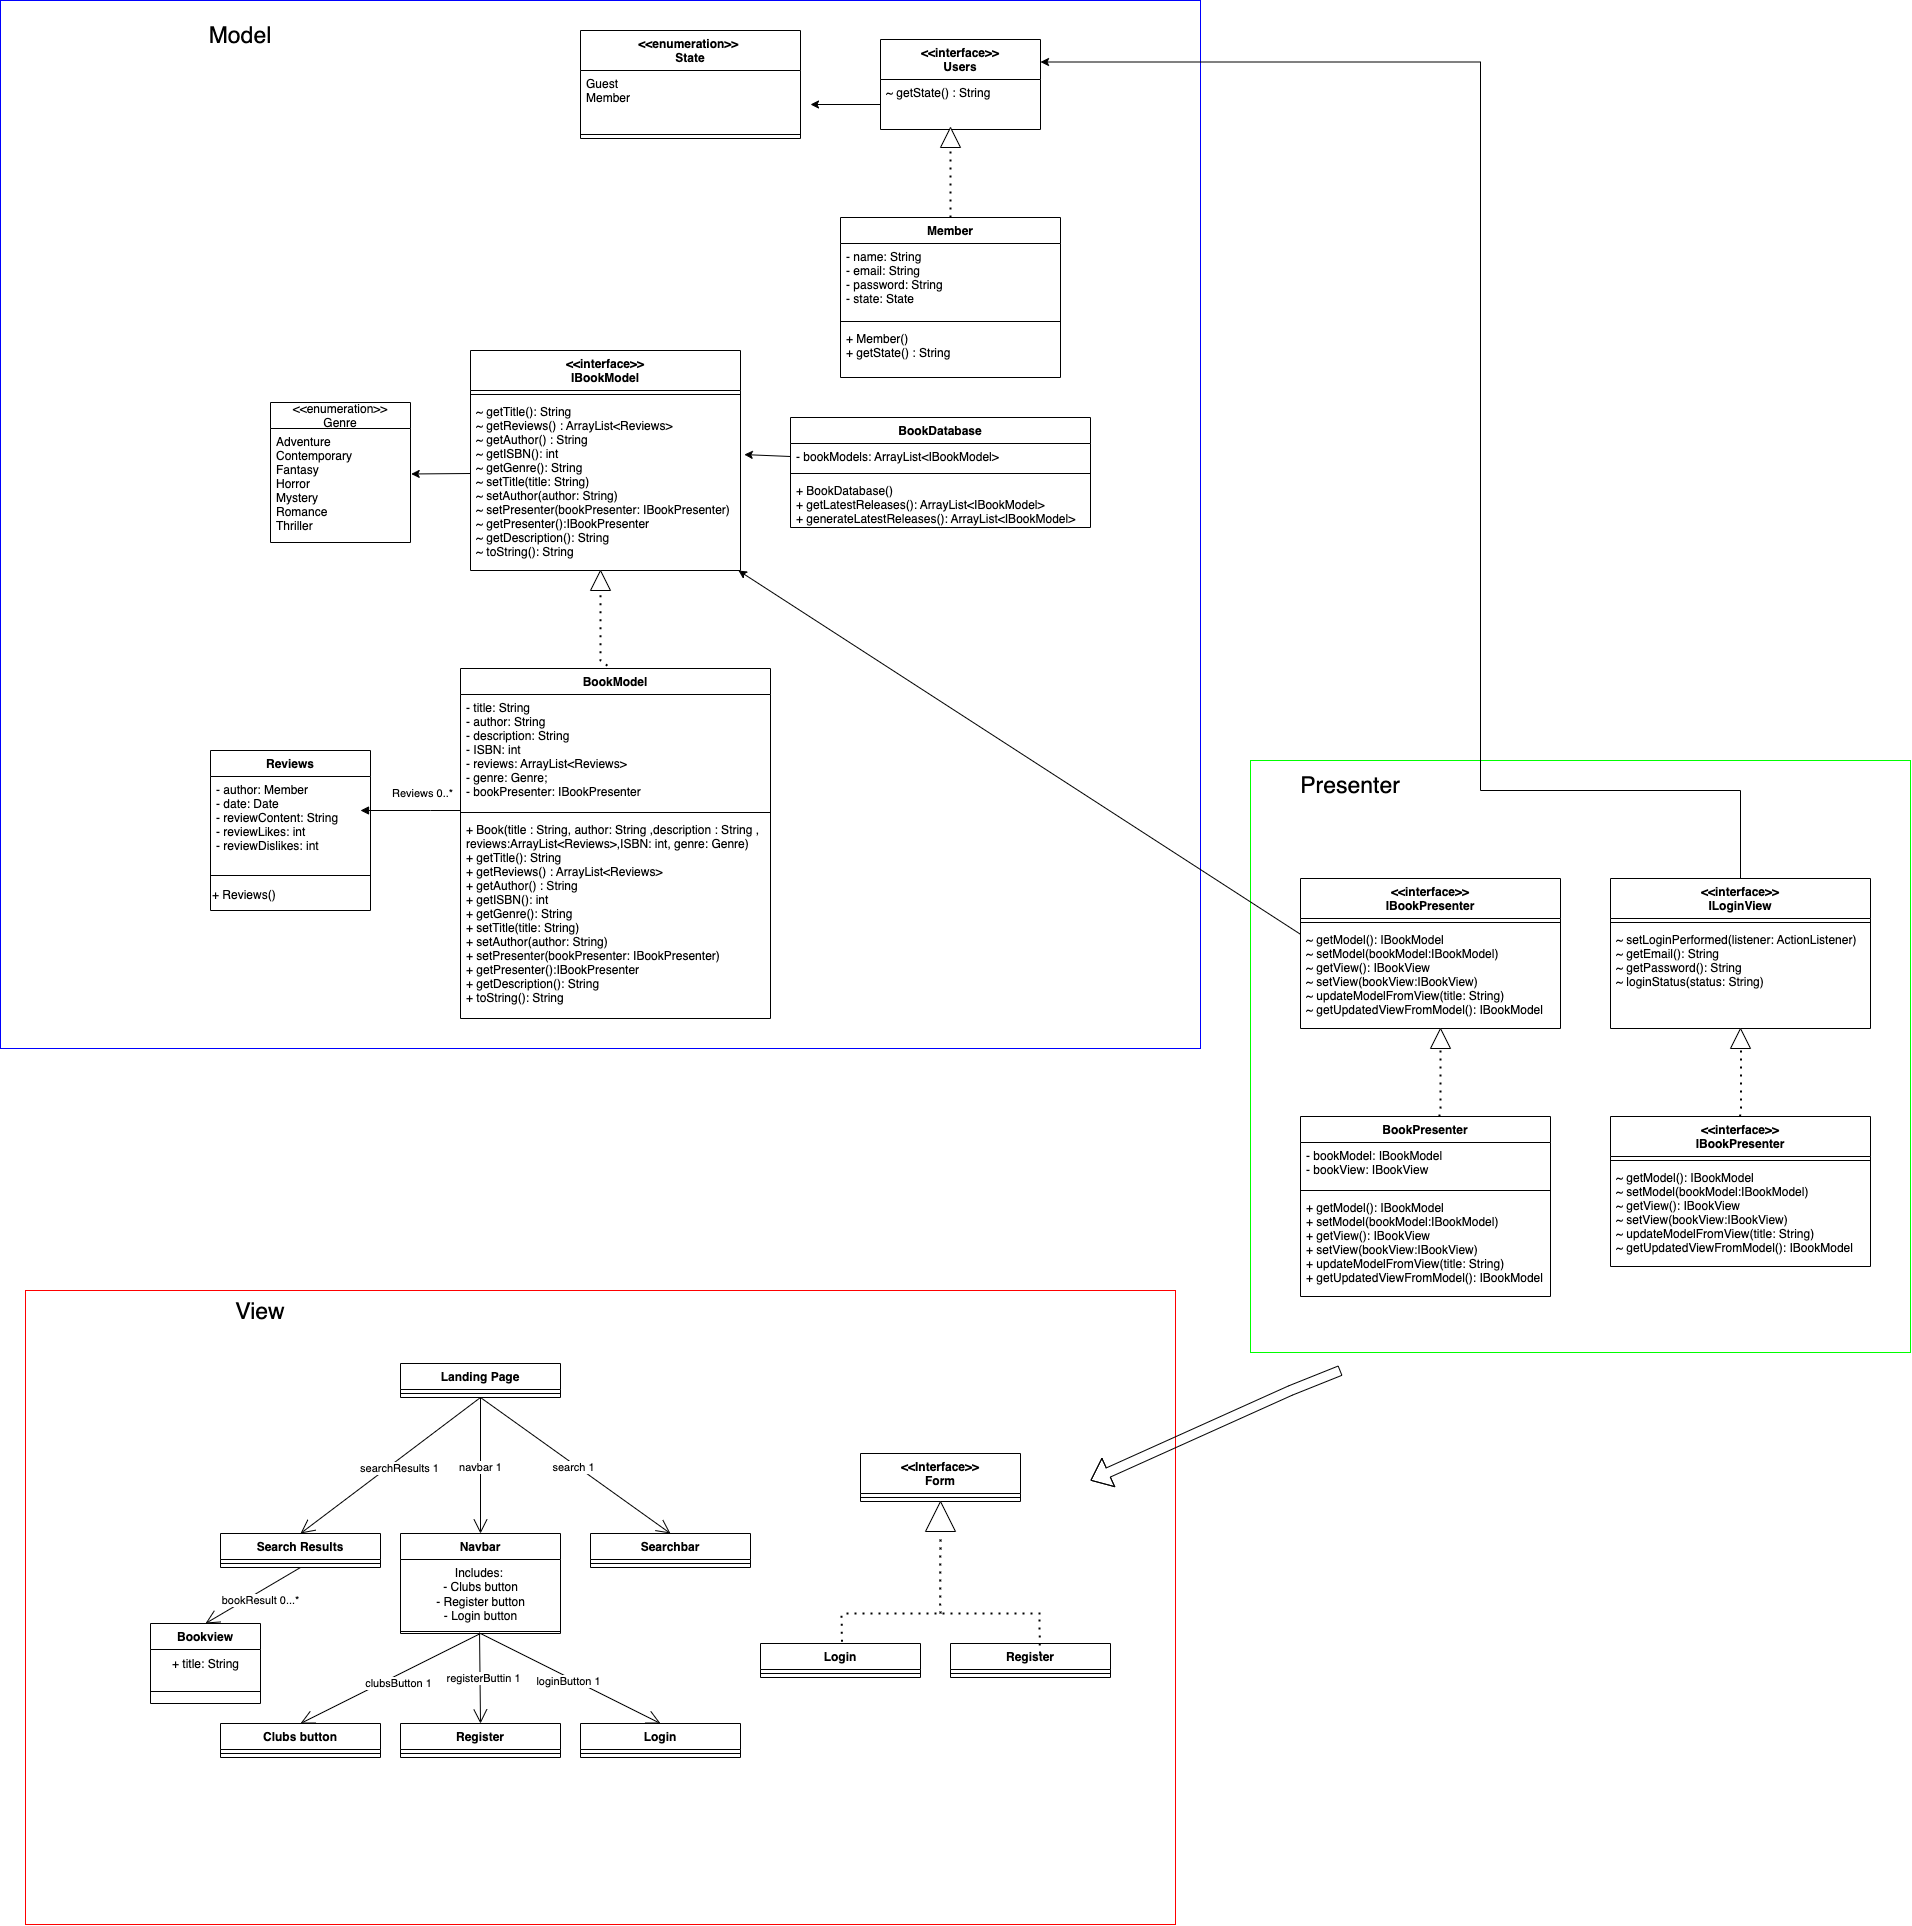 Model
<<enumeration>>
State
Guest
Member
<<interface>>
Users
~ getState() : String
Member
- name: String
- email: String
- password: String
- state: State
+ Member()
+ getState() : String
<<interface>>
IBookModel
~ getTitle(): String
~ getReviews() : ArrayList<Reviews>
~ getAuthor() : String
~ getISBN(): int
~ getGenre(): String
~ setTitle(title: String)
~ setAuthor(author: String)
~ setPresenter(bookPresenter: IBookPresenter)
~ getPresenter():IBookPresenter
~ getDescription(): String
~ toString(): String
<<enumeration>>
Genre
Adventure
Contemporary
Fantasy
Horror
Mystery
Romance
Thriller
BookDatabase
- bookModels: ArrayList<IBookModel>
+ BookDatabase()
+ getLatestReleases(): ArrayList<IBookModel>
+ generateLatestReleases(): ArrayList<IBookModel>
BookModel
- title: String
- author: String
- description: String
- ISBN: int
- reviews: ArrayList<Reviews>
- genre: Genre;
- bookPresenter: IBookPresenter
+ Book(title : String, author: String ,description : String ,
reviews:ArrayList<Reviews>,ISBN: int, genre: Genre)
+ getTitle(): String
+ getReviews() : ArrayList<Reviews>
+ getAuthor() : String
+ getISBN(): int
+ getGenre(): String
+ setTitle(title: String)
+ setAuthor(author: String)
+ setPresenter(bookPresenter: IBookPresenter)
+ getPresenter():IBookPresenter
+ getDescription(): String
+ toString(): String
Reviews 0..*
Reviews
- author: Member
- date: Date
- reviewContent: String
- reviewLikes: int
- reviewDislikes: int
+ Reviews()
Presenter
<<interface>>
IBookPresenter
~ getModel(): IBookModel
~ setModel(bookModel:IBookModel)
~ getView(): IBookView
~ setView(bookView:IBookView)
~ updateModelFromView(title: String)
~ getUpdatedViewFromModel(): IBookModel
<<interface>>
ILoginView
~ setLoginPerformed(listener: ActionListener)
~ getEmail(): String
~ getPassword(): String
~ loginStatus(status: String)
BookPresenter
- bookModel: IBookModel
- bookView: IBookView
+ getModel(): IBookModel
+ setModel(bookModel:IBookModel)
+ getView(): IBookView
+ setView(bookView:IBookView)
+ updateModelFromView(title: String)
+ getUpdatedViewFromModel(): IBookModel
<<interface>>
IBookPresenter
~ getModel(): IBookModel
~ setModel(bookModel:IBookModel)
~ getView(): IBookView
~ setView(bookView:IBookView)
~ updateModelFromView(title: String)
~ getUpdatedViewFromModel(): IBookModel
View
Landing Page
searchResults 1
navbar 1
search 1
Search Results
Navbar
Includes:
- Clubs button
- Register button
- Login button
Searchbar
bookResult 0...*
Bookview
+ title: String
clubsButton 1
registerButtin 1
loginButton 1
Clubs button
Register
Login
<<Interface>>
Form
Login
Register